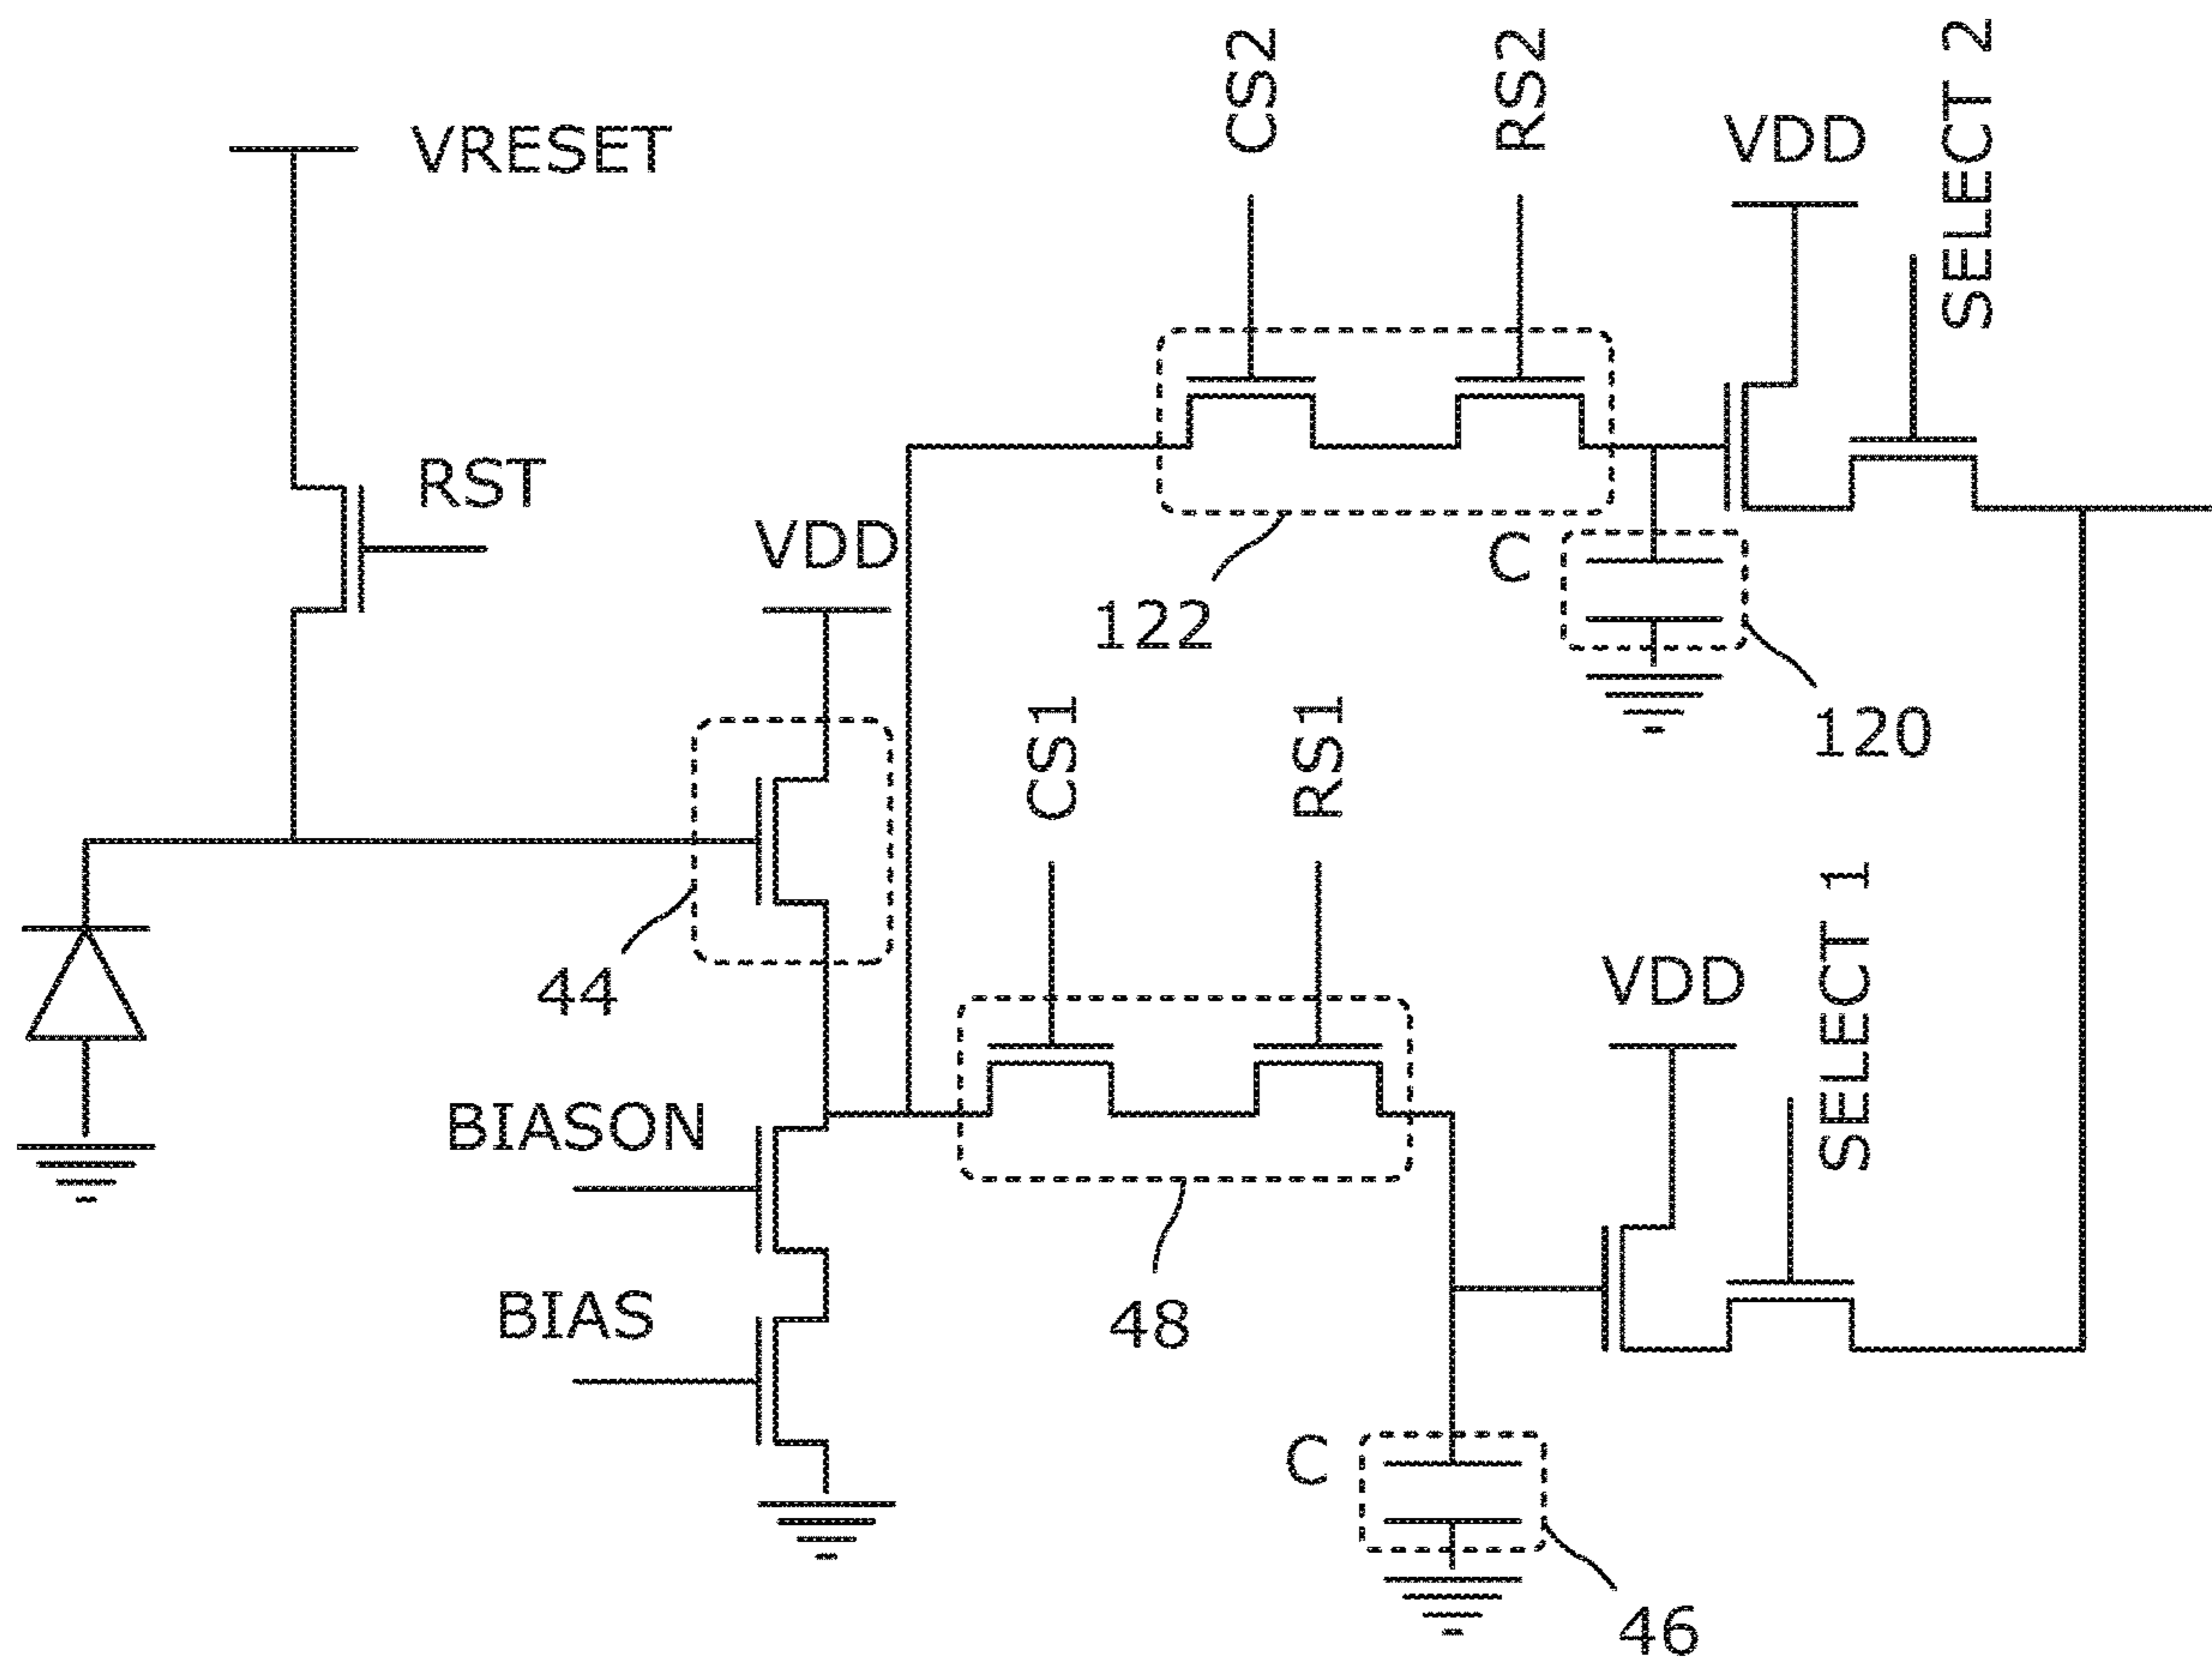 CS2
RS2
SELECT 2
VRESET
VDD
RST
VDD
C
122
120
CS1
RS1
44
VDD
SELECT 1
BIASON
BIAS
48
C
46